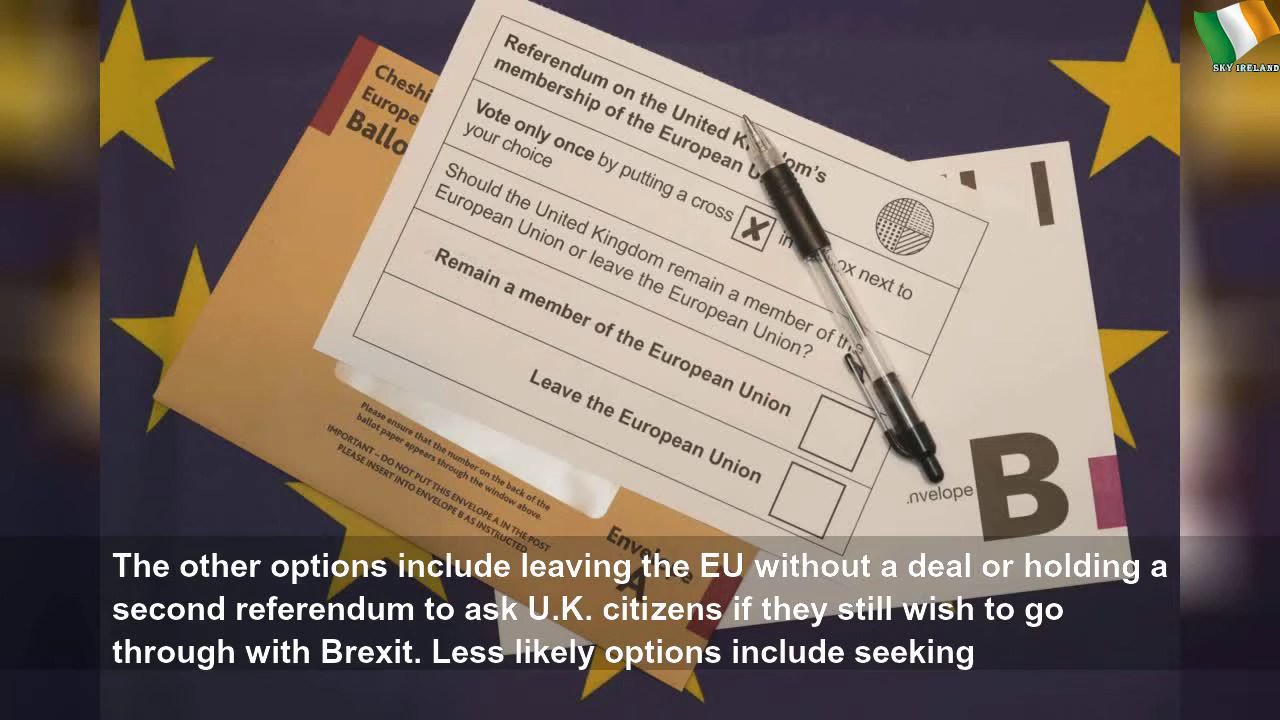 SKY IRELAND
Cheshi
Europe
Ballo
Referendum on the United K dom's
membership of the European U
Vote only once by putting a cross in ox next to
your choice
Should the United Kingdom remain a member of the
European Union or leave the European Union?
Remain a member of the European Union
Leave the European Union
Please ensure that the number on the back of the
ballot paper appears through the window above.
IMPORTANT – DO NOT PUT THIS ENVELOPE A IN THE POST
PLEASE INSERT INTO ENVELOPE B AS INSTRUCTED
Envelope
A
.nvelope B
The other options include leaving the EU without a deal or holding a
second referendum to ask U.K. citizens if they still wish to go
through with Brexit. Less likely options include seeking